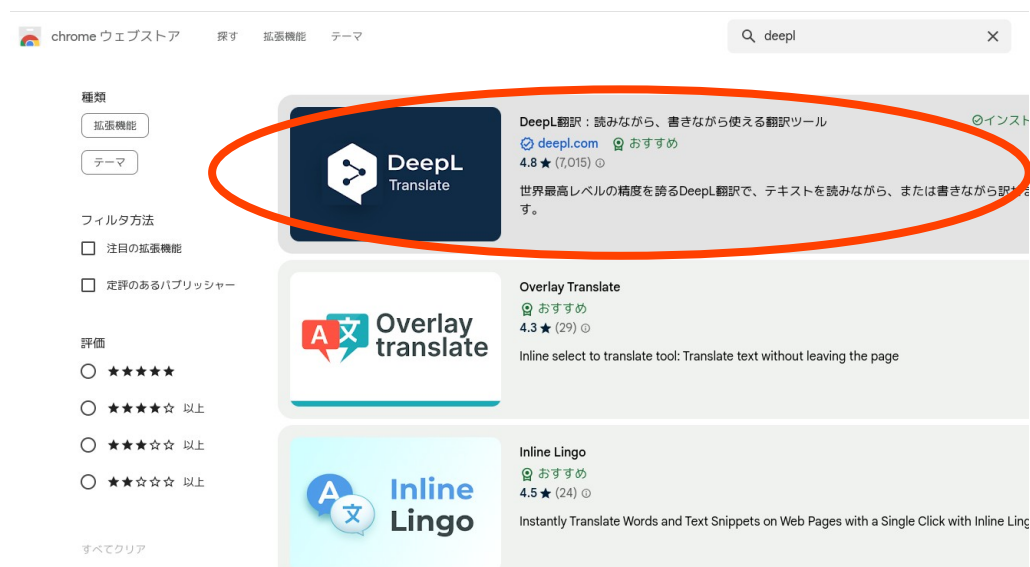 chrome ウェブストア 探す 拡張機能 テーマ deepl
種類
拡張機能
テーマ
フィルタ方法
注目の拡張機能
定評のあるパブリッシャー
評価
★★★★★
★★★★☆ 以上
★★★☆☆ 以上
★★☆☆☆ 以上
すべてクリア
DeepL
Translate
DeepL翻訳：読みながら、書きながら使える翻訳ツール
インスト
deepl.com おすすめ
4.8 ★ (7,015)
世界最高レベルの精度を誇るDeepL翻訳で、テキストを読みながら、または書きながら訳
す。
A 文 Overlay
translate
Overlay Translate
おすすめ
4.3 ★ (29)
Inline select to translate tool: Translate text without leaving the page
A 文 Inline
Lingo
Inline Lingo
おすすめ
4.5 ★ (24)
Instantly Translate Words and Text Snippets on Web Pages with a Single Click with Inline Ling